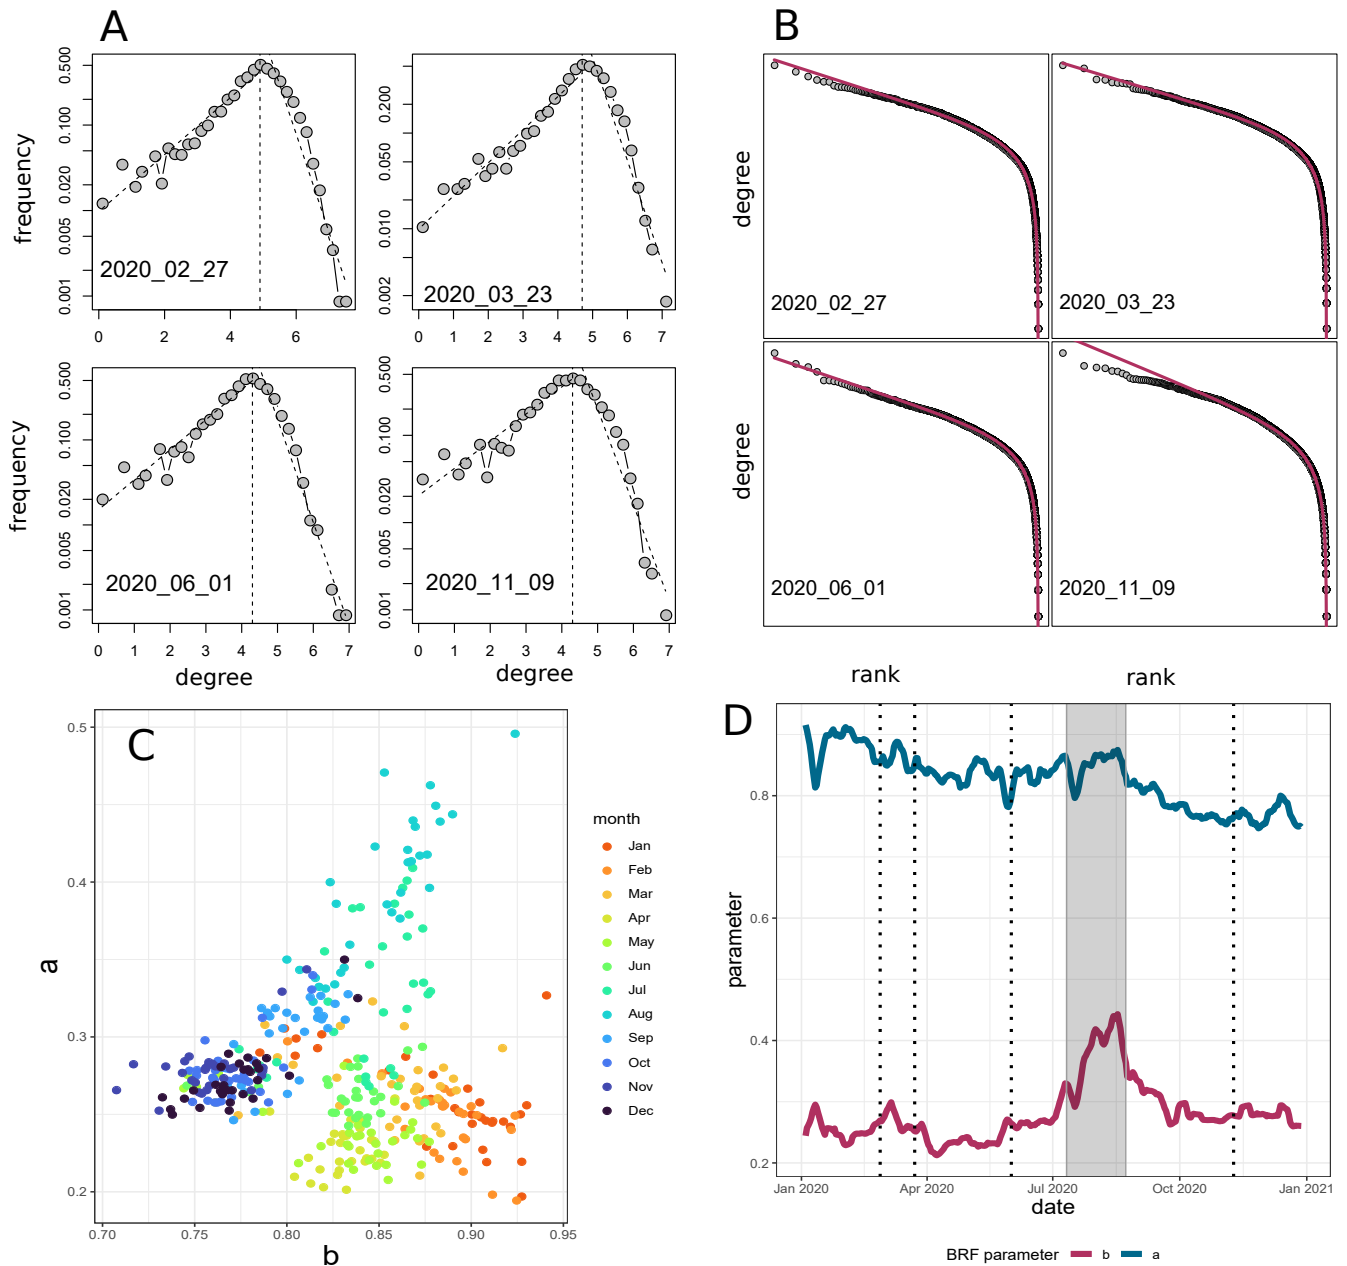 A
B
frequency
0.500
0.100
0.020
0.005
0.001
2020_02_27
0 2 4 6
0.200
0.050
0.010
0.002
2020_03_23
0 1 2 3 4 5 6 7
degree
2020_02_27
2020_03_23
frequency
0.500
0.100
0.020
0.005
0.001
2020_06_01
0 1 2 3 4 5 6 7
degree
0.500
0.100
0.020
0.005
0.001
2020_11_09
0 1 2 3 4 5 6 7
degree
degree
2020_06_01
2020_11_09
rank
rank
C
a
0.5
0.4
0.3
0.2
0.70 0.75 0.80 0.85 0.90 0.95
b
month
Jan
Feb
Mar
Apr
May
Jun
Jul
Aug
Sep
Oct
Nov
Dec
D
parameter
0.8
0.6
0.4
0.2
Jan 2020 Apr 2020 Jul 2020 Oct 2020 Jan 2021
date
BRF parameter b a